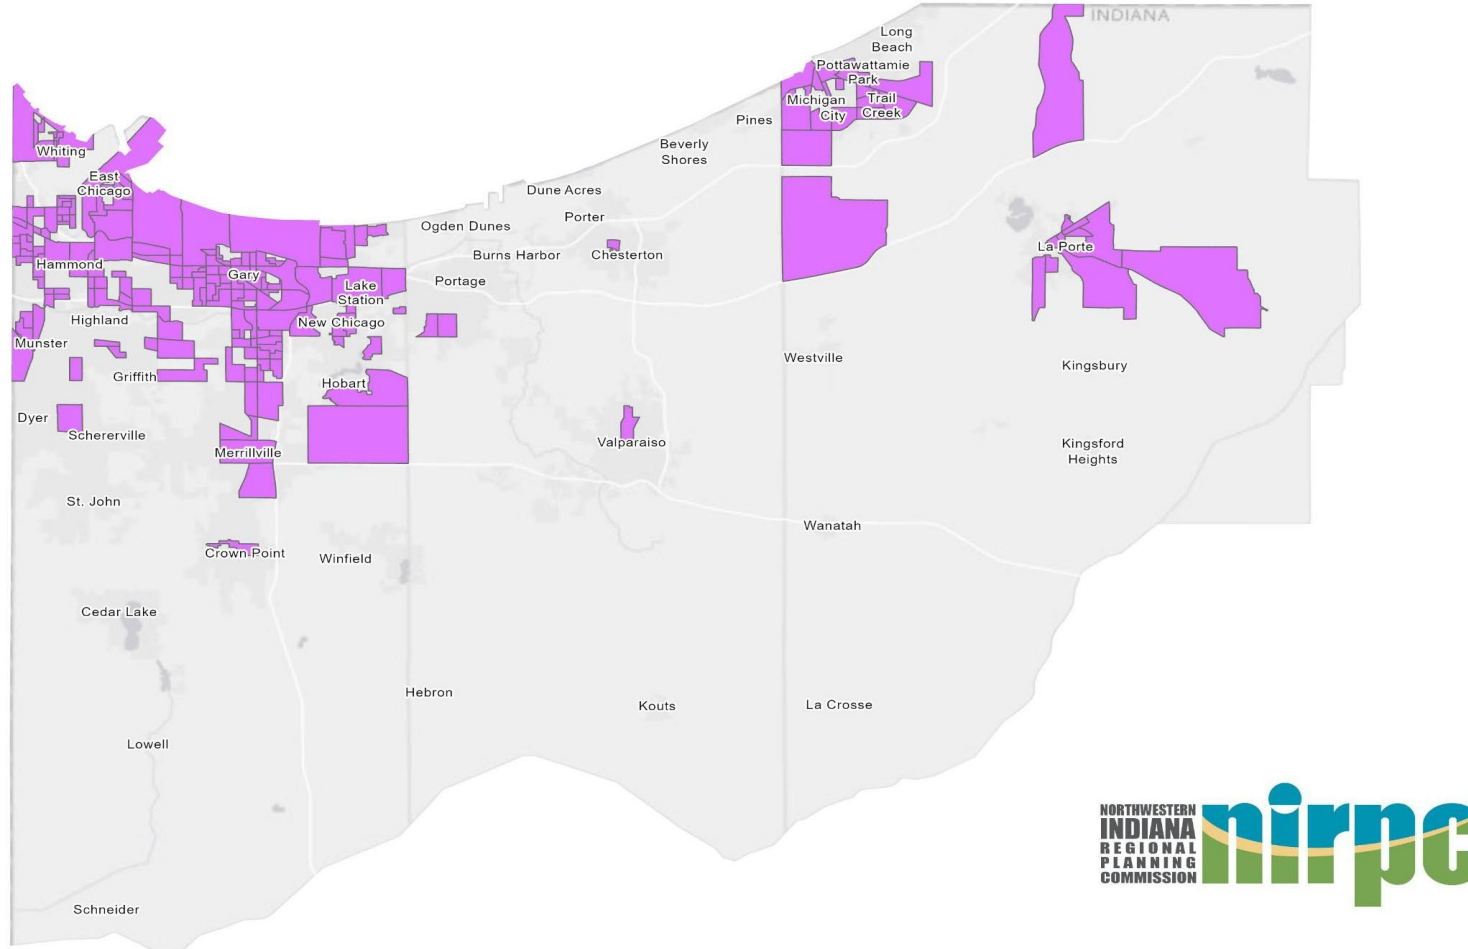 INDIANA
Long
Beach
Pottawattamie
Park
Michigan
City
Trail
Creek
Pines
Beverly
Shores
Whiting
East
Chicago
Dune Acres
Porter
Ogden Dunes
Burns Harbor
Chesterton
La Porte
Hammond
Gary
Lake
Station
Portage
Highland
New Chicago
Munster
Westville
Kingsbury
Griffith
Hobart
Dyer
Schererville
Merrillville
Valparaiso
Kingsford
Heights
St. John
Wanatah
Crown Point
Winfield
Cedar Lake
Hebron
Kouts
La Crosse
Lowell
Schneider
NORTHWESTERN
INDIANA
REGIONAL
PLANNING
COMMISSION
nirpc